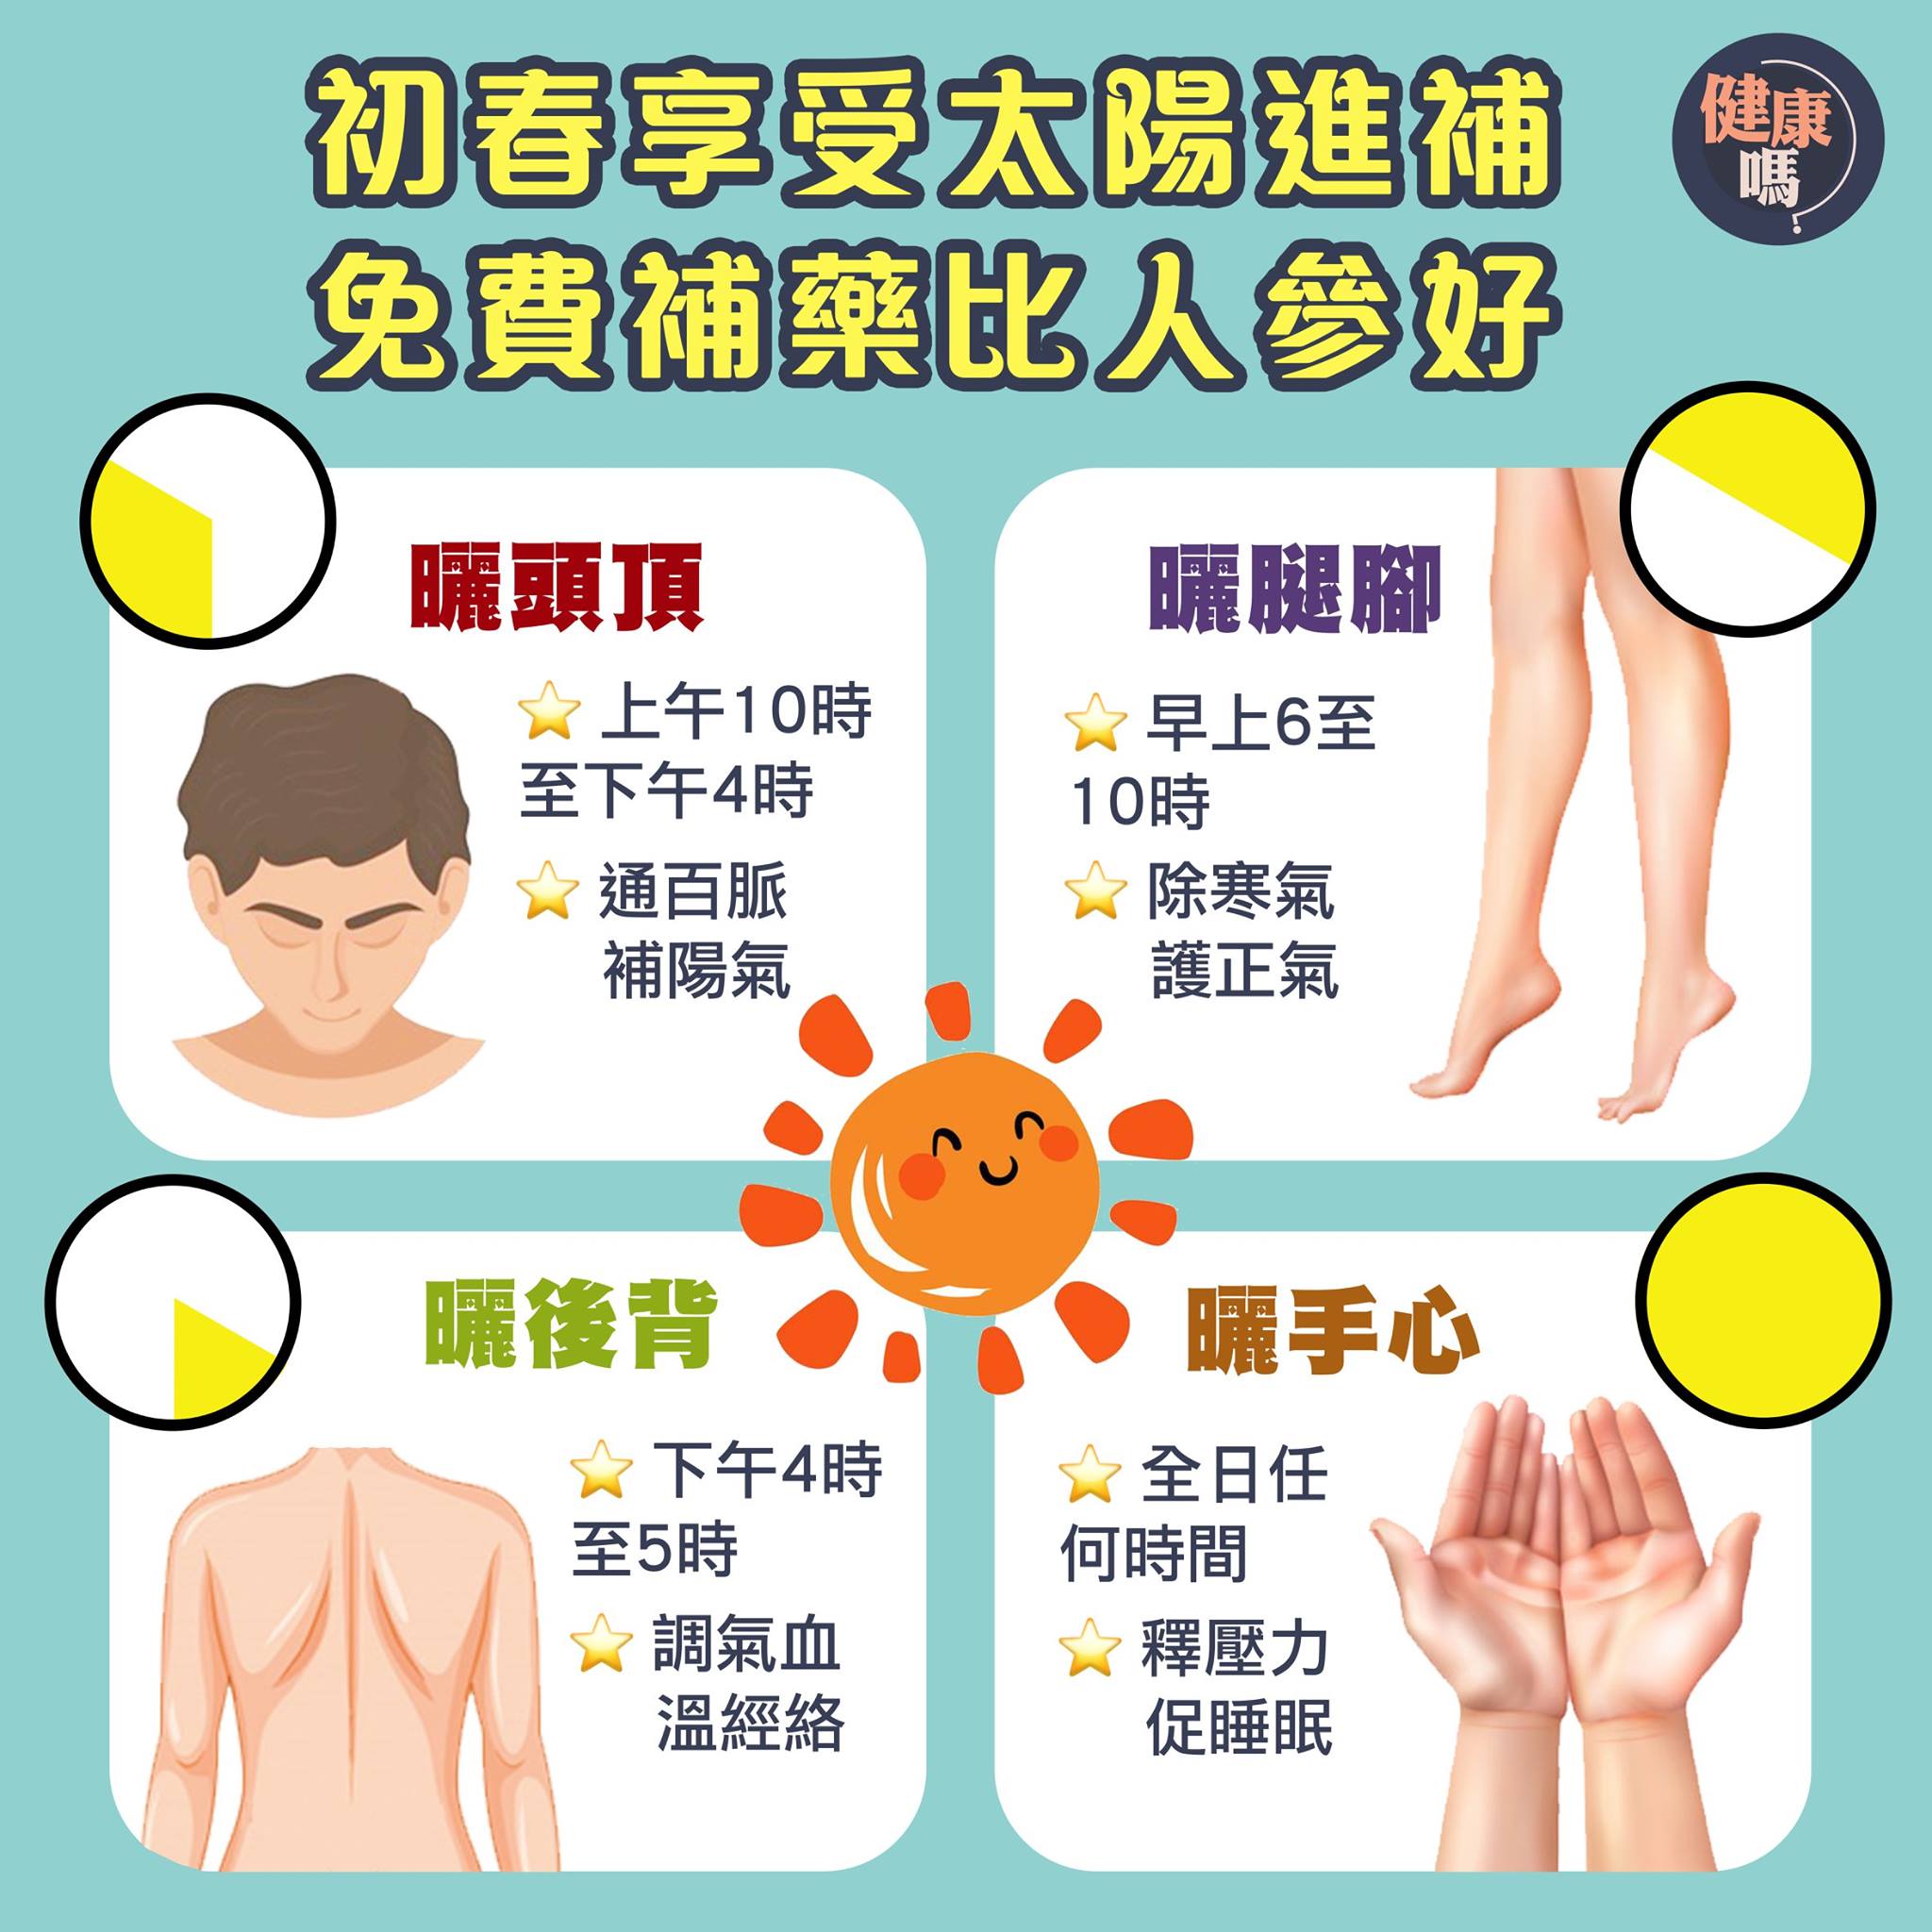 初春享受太陽進補
免費補藥比人參好
健康
嗎
曬頭頂
上午10時
至下午4時
通百脈
補陽氣
曬腿腳
早上6至
10時
除寒氣
護正氣
曬後背
下午4時
至5時
調氣血
溫經絡
曬手心
全日任
何時間
釋壓力
促睡眠